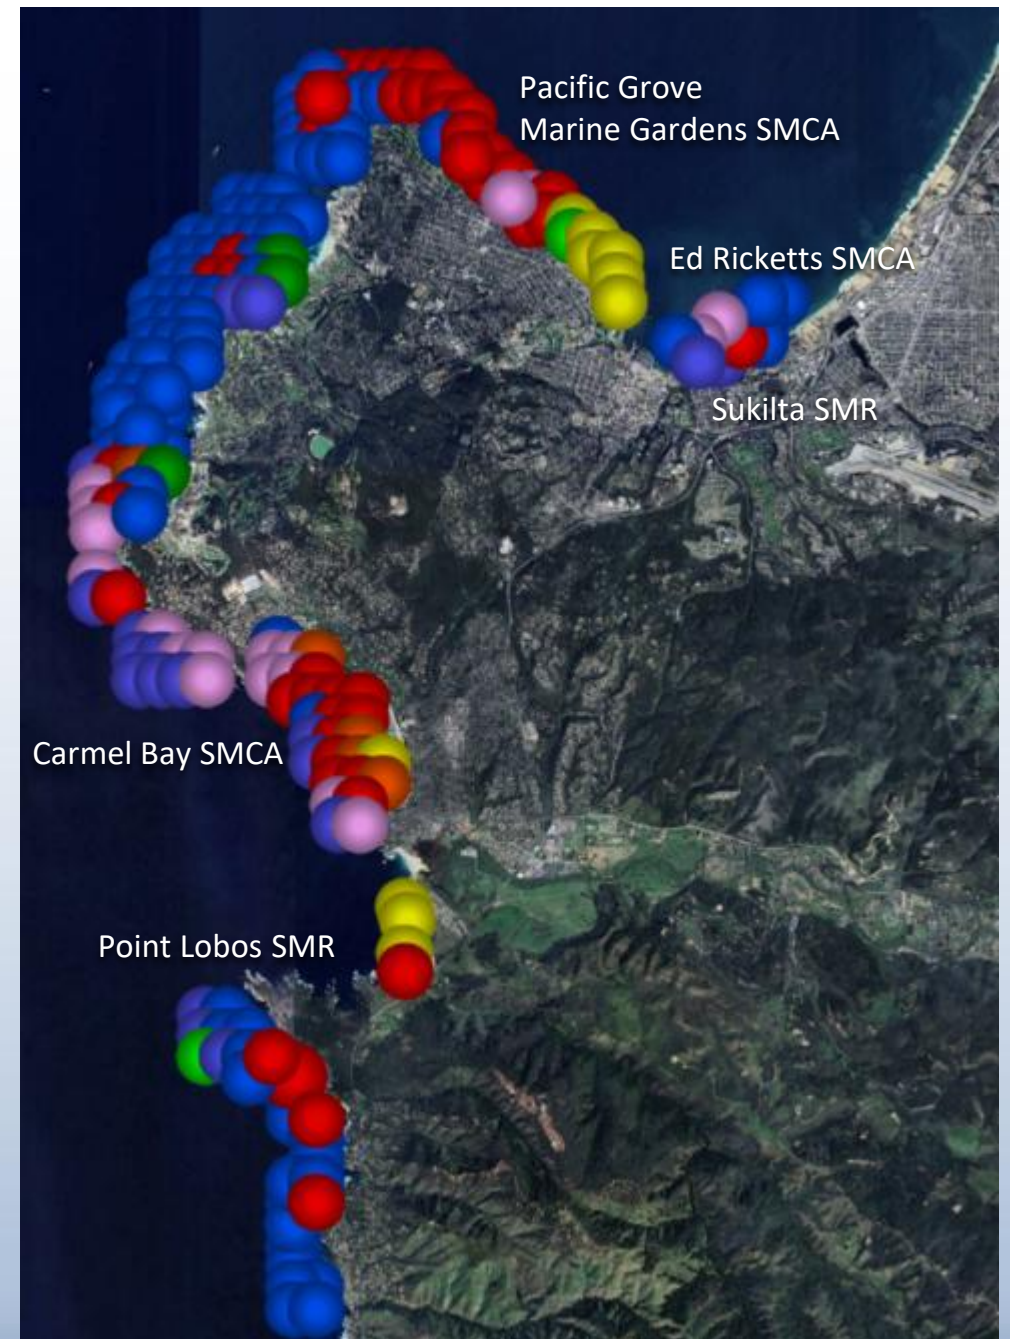 Pacific Grove
Marine Gardens SMCA
Ed Ricketts SMCA
Sukilta SMR
Carmel Bay SMCA
Point Lobos SMR